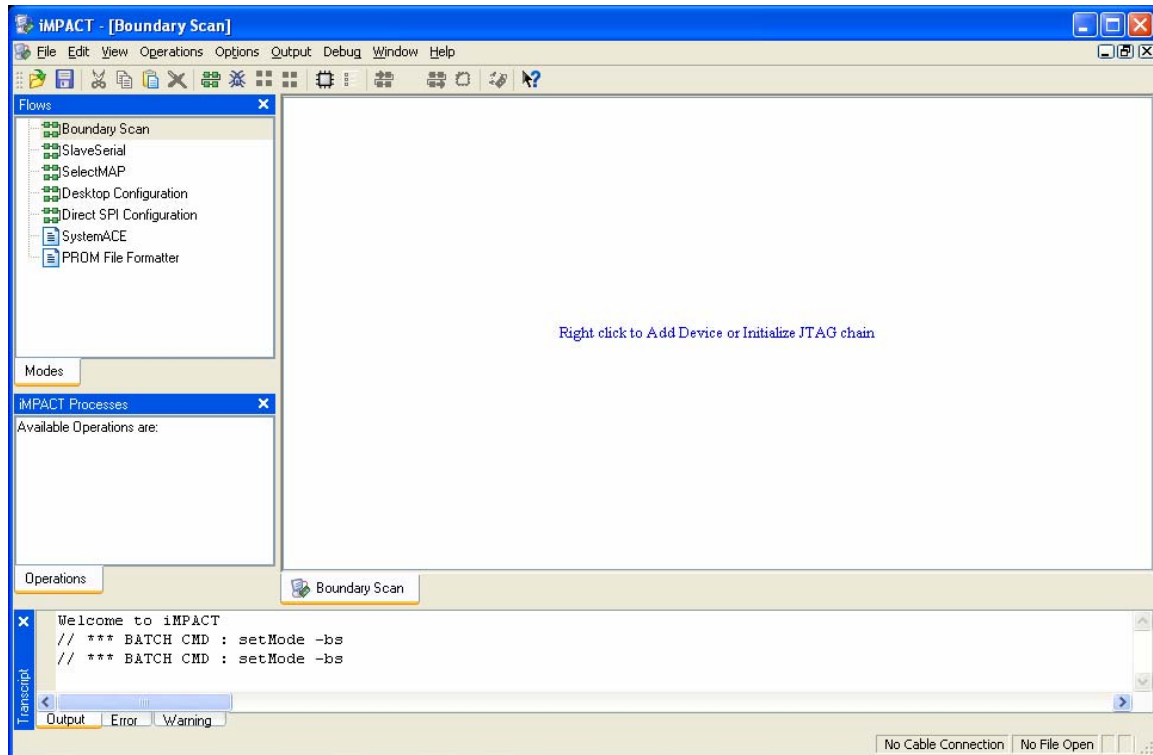 iMPACT - [Boundary Scan]
File Edit View Operations Options Output Debug Window Help
Flows
Boundary Scan
SlaveSerial
SelectMAP
Desktop Configuration
Direct SPI Configuration
SystemACE
PROM File Formatter
Modes
iMPACT Processes
Available Operations are:
Operations
Right click to Add Device or Initialize JTAG chain
Boundary Scan
Welcome to iMPACT
// *** BATCH CMD : setMode -bs
// *** BATCH CMD : setMode -bs
Transcript
Output Error Warning
No Cable Connection No File Open